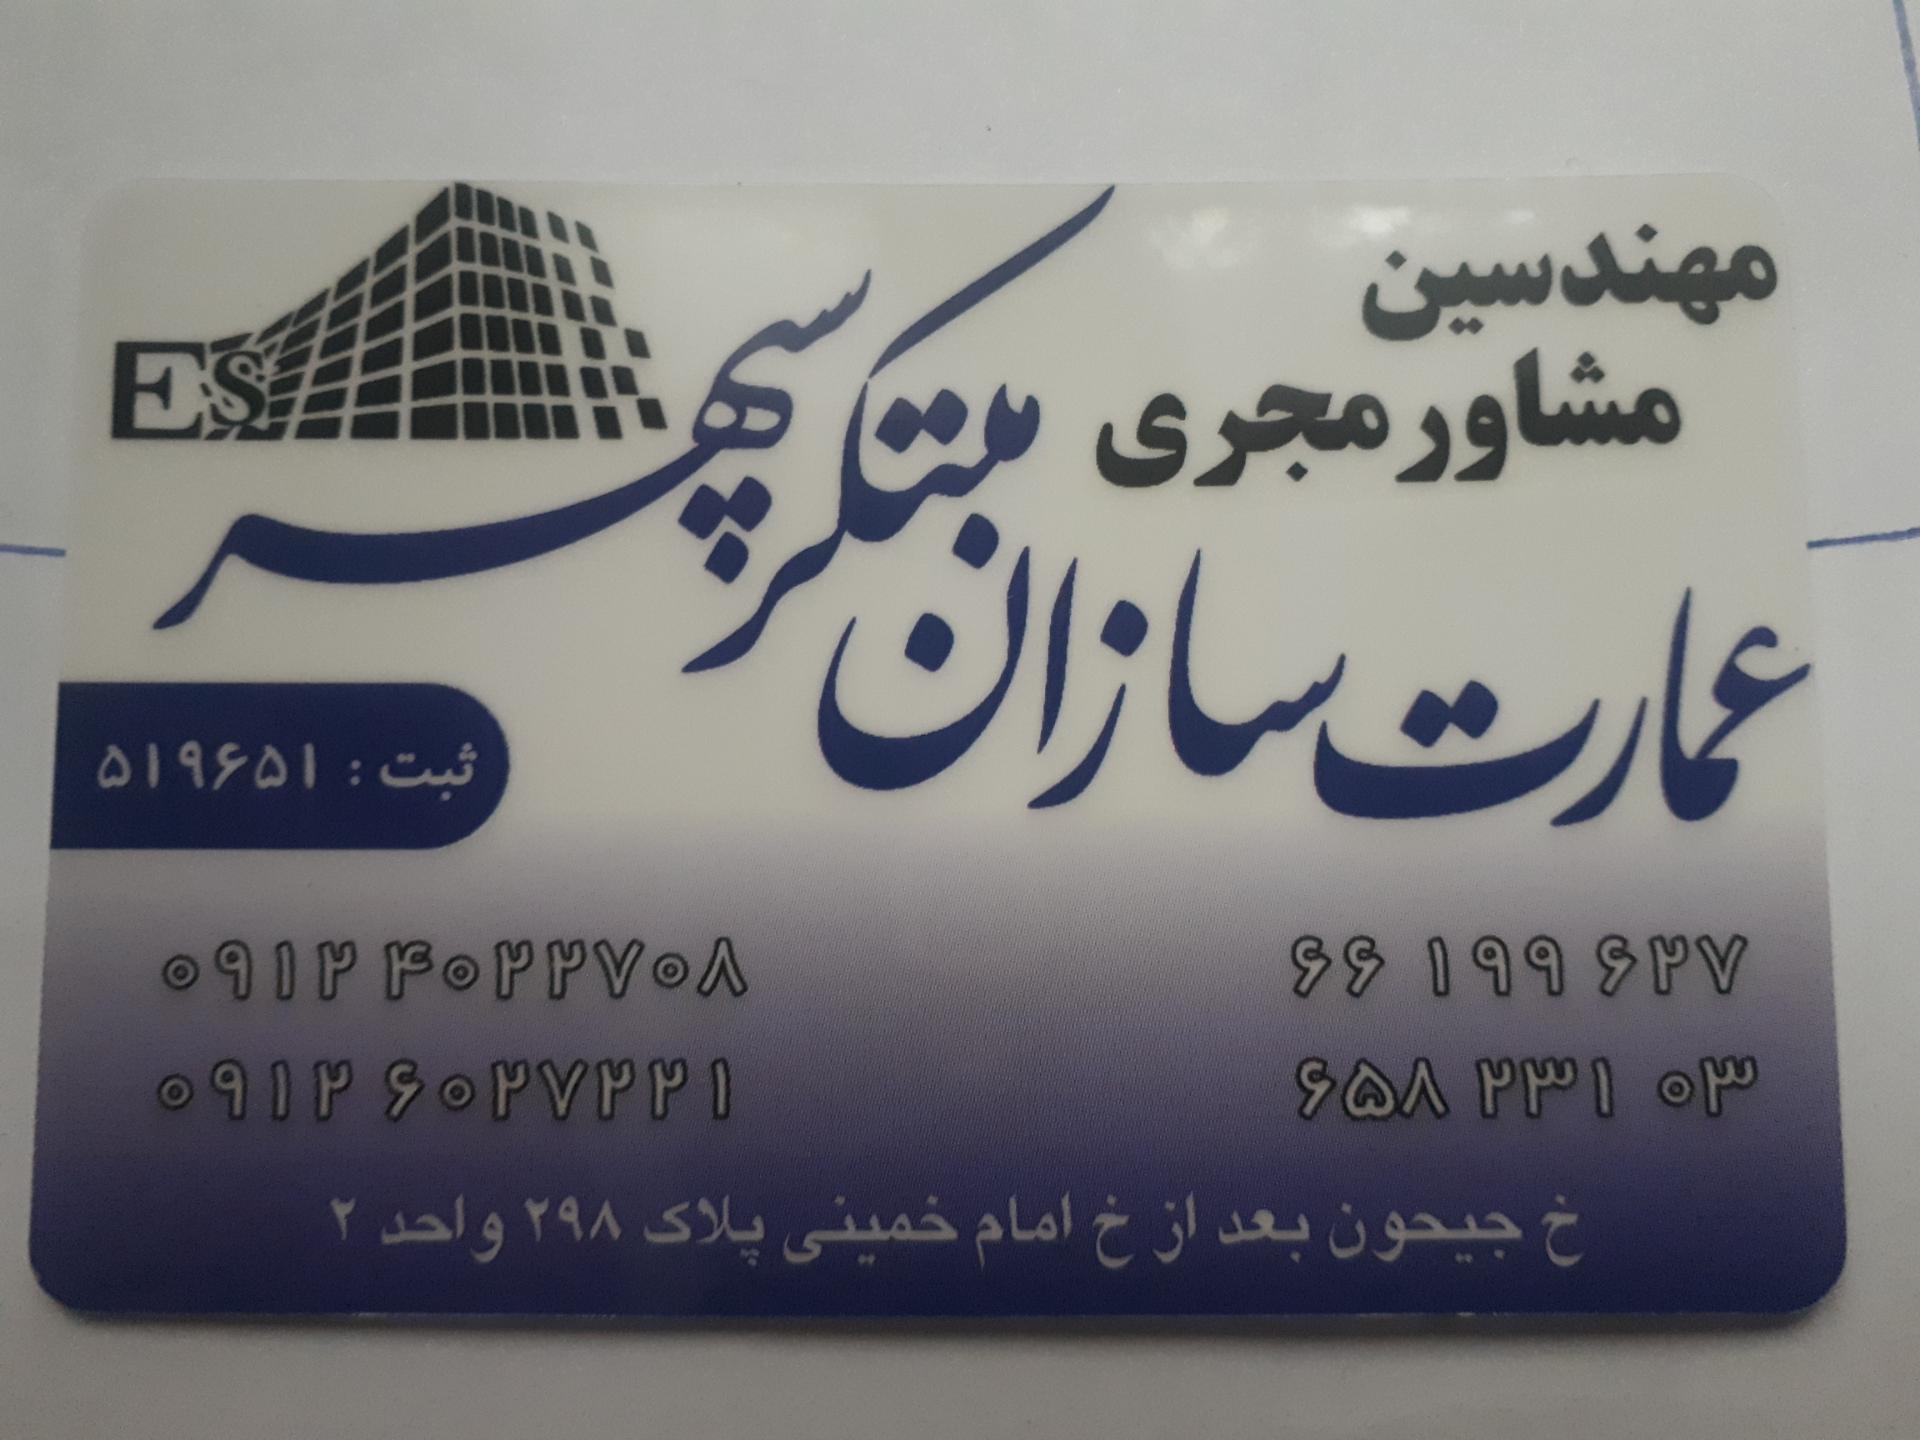 مهندسین
مشاور مجری
ES
عمارت سازان مبتکر سپهر
ثبت : ۵۱۹۶۵۱
۶۶ ۱۹۹ ۶۲۷
۰۹۱۲ ۴۰۲۲۷۰۸
۶۵۸ ۲۳۱ ۰۳
۰۹۱۲ ۶۰۲۷۲۲۱
خ جیحون بعد از خ امام خمینی پلاک ۲۹۸ واحد ۲